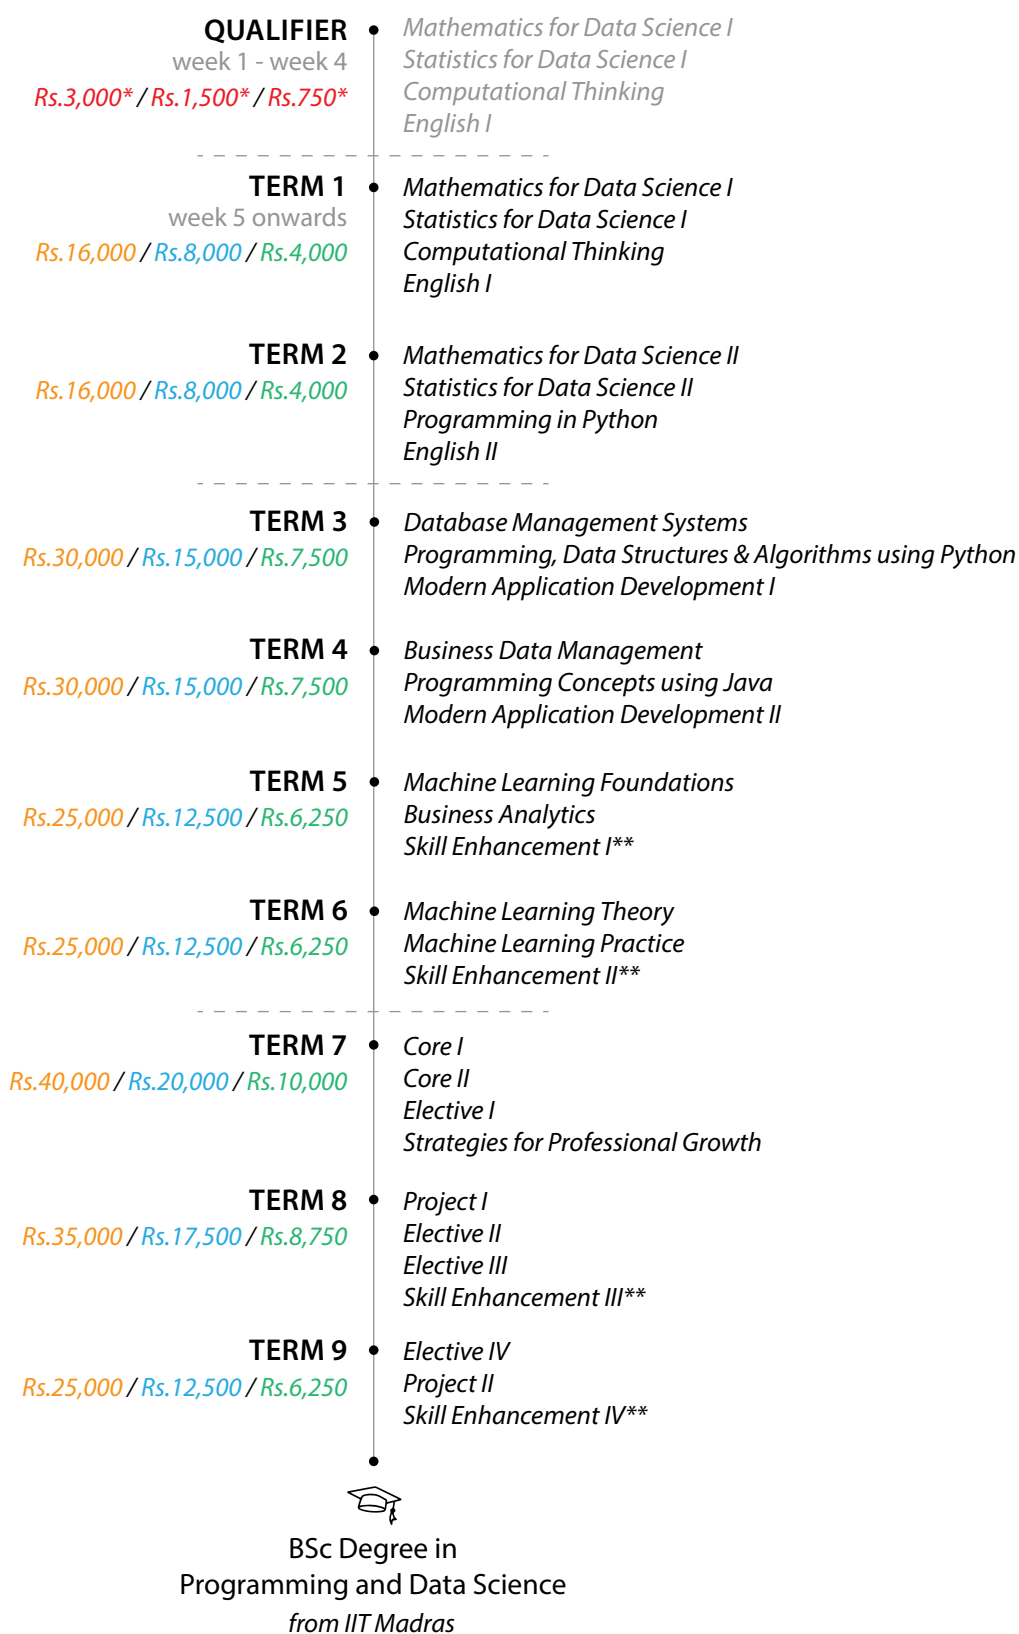 QUALIFIER
week 1 - week 4
Rs.3,000* / Rs.1,500* / Rs.750*
Mathematics for Data Science I
Statistics for Data Science I
Computational Thinking
English I
TERM 1
week 5 onwards
Rs.16,000 / Rs.8,000 / Rs.4,000
Mathematics for Data Science I
Statistics for Data Science I
Computational Thinking
English I
TERM 2
Rs.16,000 / Rs.8,000 / Rs.4,000
Mathematics for Data Science II
Statistics for Data Science II
Programming in Python
English II
TERM 3
Rs.30,000 / Rs.15,000 / Rs.7,500
Database Management Systems
Programming, Data Structures & Algorithms using Python
Modern Application Development I
TERM 4
Rs.30,000 / Rs.15,000 / Rs.7,500
Business Data Management
Programming Concepts using Java
Modern Application Development II
TERM 5
Rs.25,000 / Rs.12,500 / Rs.6,250
Machine Learning Foundations
Business Analytics
Skill Enhancement I**
TERM 6
Rs.25,000 / Rs.12,500 / Rs.6,250
Machine Learning Theory
Machine Learning Practice
Skill Enhancement II**
TERM 7
Rs.40,000 / Rs.20,000 / Rs.10,000
Core I
Core II
Elective I
Strategies for Professional Growth
TERM 8
Rs.35,000 / Rs.17,500 / Rs.8,750
Project I
Elective II
Elective III
Skill Enhancement III**
TERM 9
Rs.25,000 / Rs.12,500 / Rs.6,250
Elective IV
Project II
Skill Enhancement IV**
BSc Degree in
Programming and Data Science
from IIT Madras